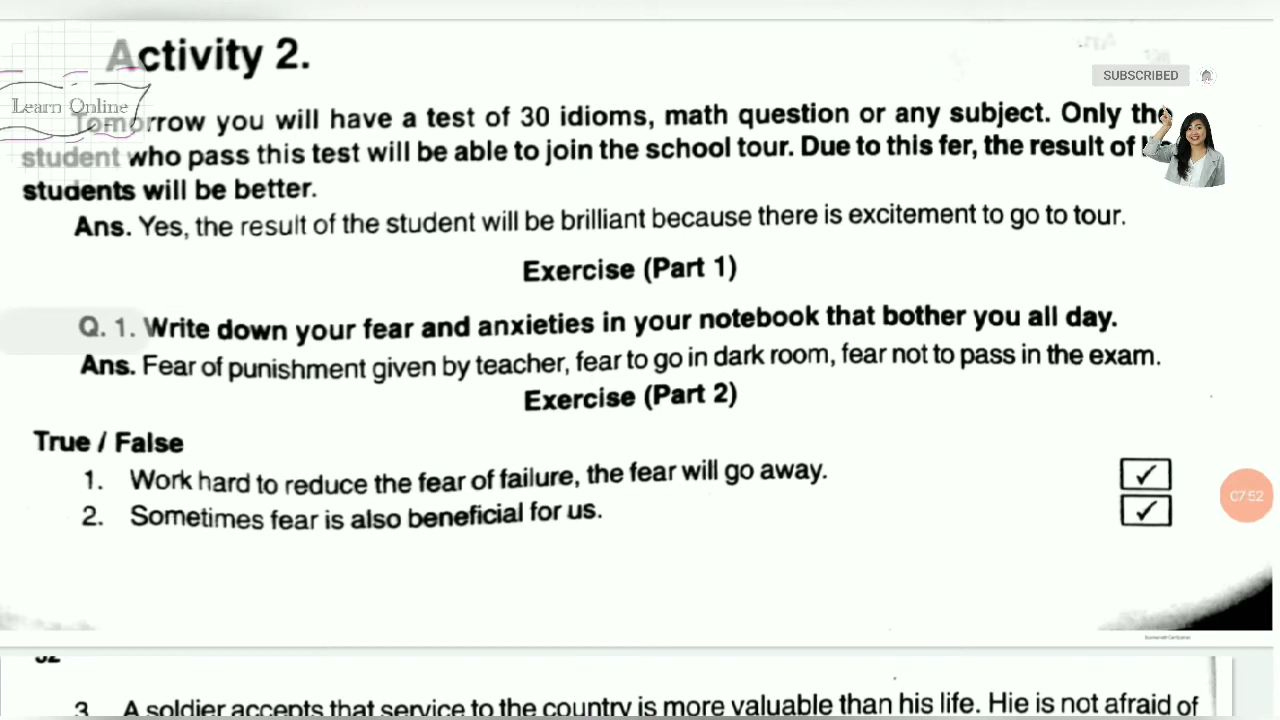 Activity 2.
SUBSCRIBED
Learn Online
Tomorrow you will have a test of 30 idioms, math question or any subject. Only the
student who pass this test will be able to join the school tour. Due to this fer, the result of
students will be better.
Ans. Yes, the result of the student will be brilliant because there is excitement to go to tour.
Exercise (Part 1)
Q. 1. Write down your fear and anxieties in your notebook that bother you all day.
Ans. Fear of punishment given by teacher, fear to go in dark room, fear not to pass in the exam.
Exercise (Part 2)
True / False
1. Work hard to reduce the fear of failure, the fear will go away. ✓
07:52
2. Sometimes fear is also beneficial for us. ✓
3 A soldier accepts that service to the country is more valuable than his life. Hie is not afraid of